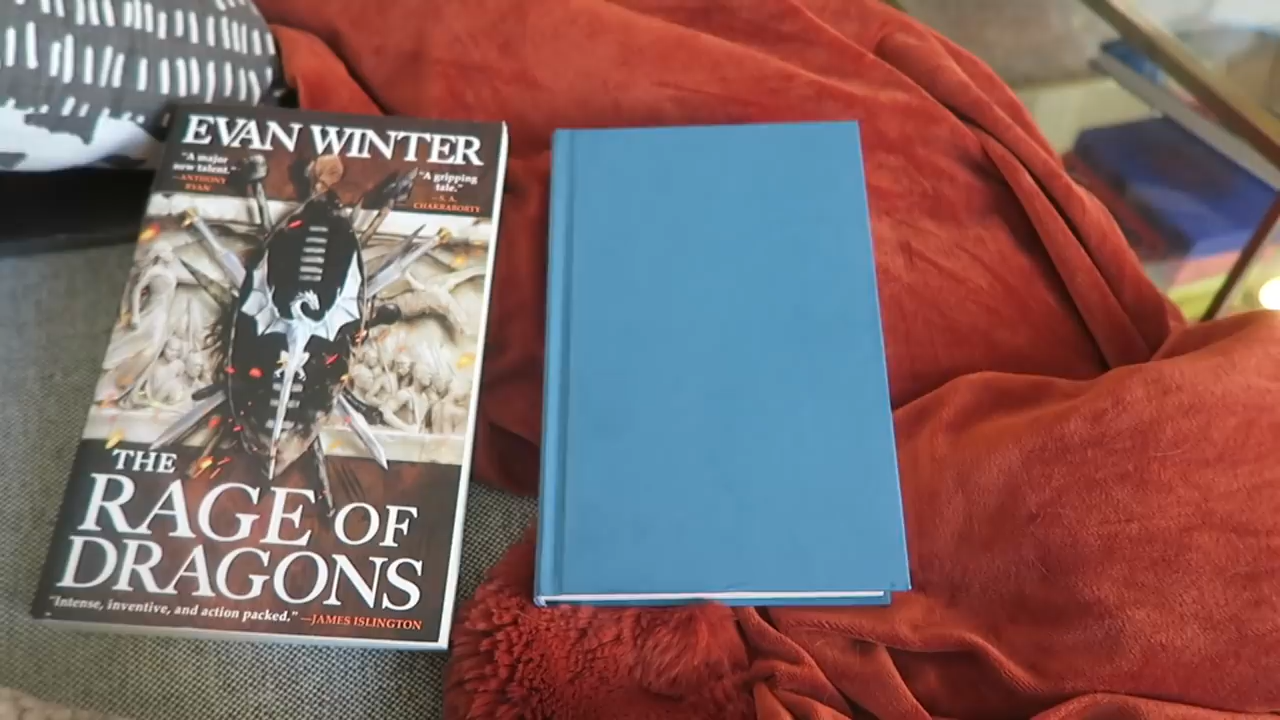 EVAN WINTER
"A major
new talent."
—ANTHONY
RYAN
"A gripping
tale."
—S. A.
CHAKRABORTY
THE
RAGE OF
DRAGONS
"Intense, inventive, and action packed." —JAMES ISLINGTON